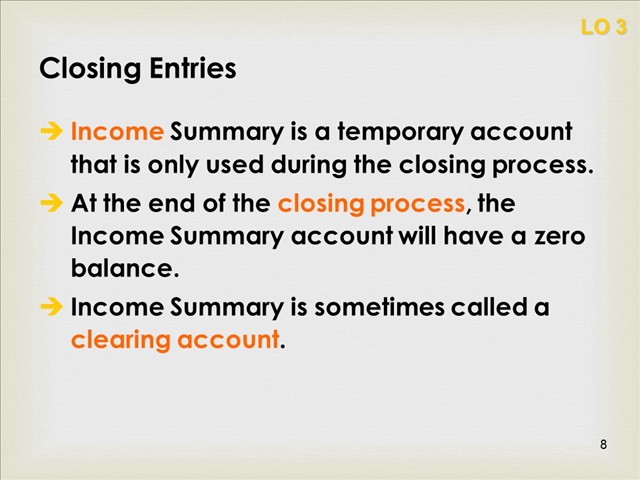 LO 3
Closing Entries
➔ Income Summary is a temporary account
that is only used during the closing process.
➔ At the end of the closing process, the
Income Summary account will have a zero
balance.
➔ Income Summary is sometimes called a
clearing account.
8